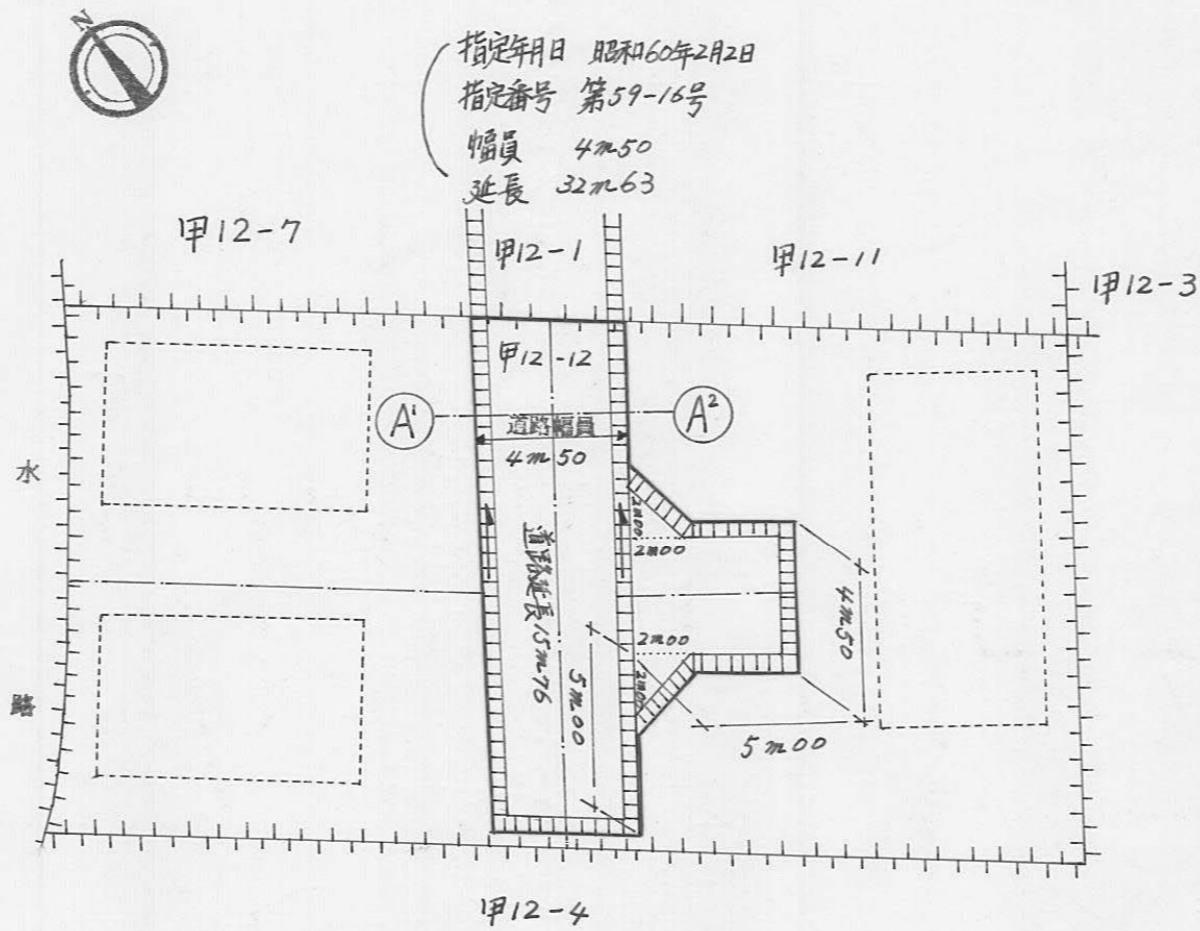 N
指定年月日 昭和60年2月2日
指定番号 第59-16号
幅員 4m50
延長 32m63
甲12-7
甲12-1
甲12-11
甲12-3
甲12-12
A1
A2
道路幅員
4m50
水路
2m00
2m00
道路延長15m76
4m50
2m00
2m00
5m00
5m00
甲12-4